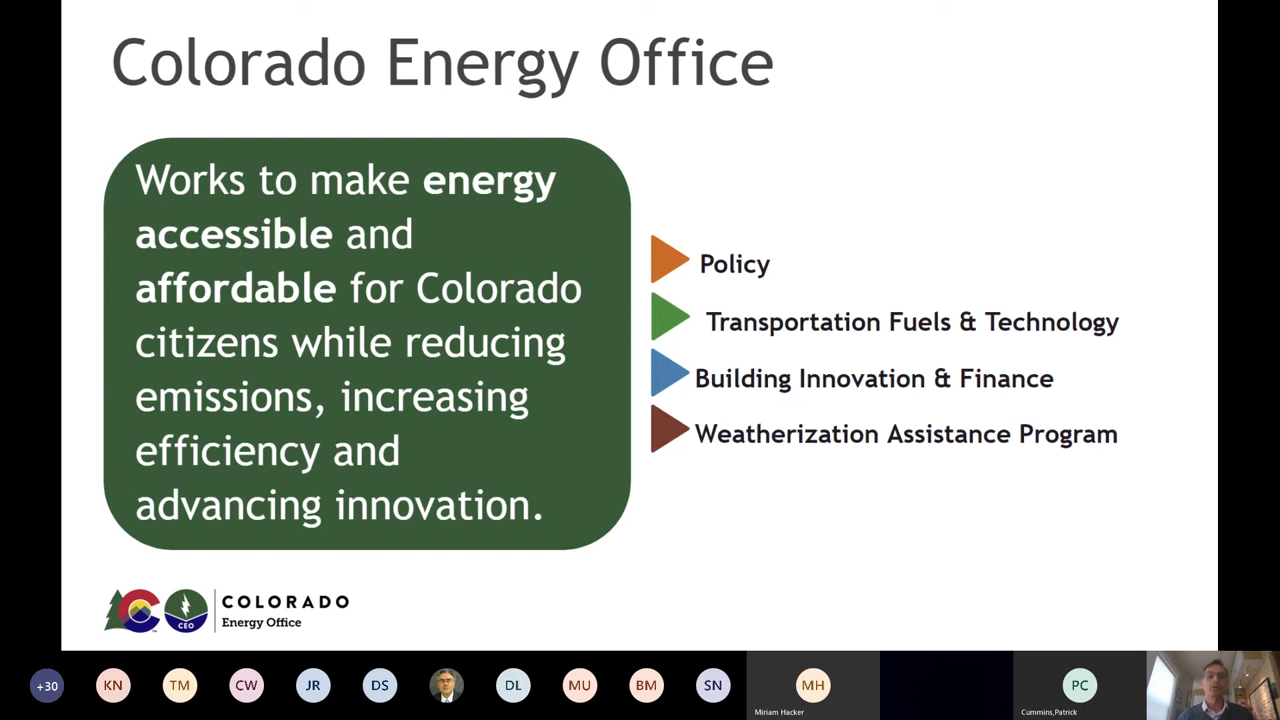 Colorado Energy Office
Works to make energy
accessible and
affordable for Colorado
citizens while reducing
emissions, increasing
efficiency and
advancing innovation.
Policy
Transportation Fuels & Technology
Building Innovation & Finance
Weatherization Assistance Program
CEO
COLORADO
Energy Office
+30
KN
TM
CW
JR
DS
DL
MU
BM
SN
MH
Miriam Hacker
PC
Cummins,Patrick